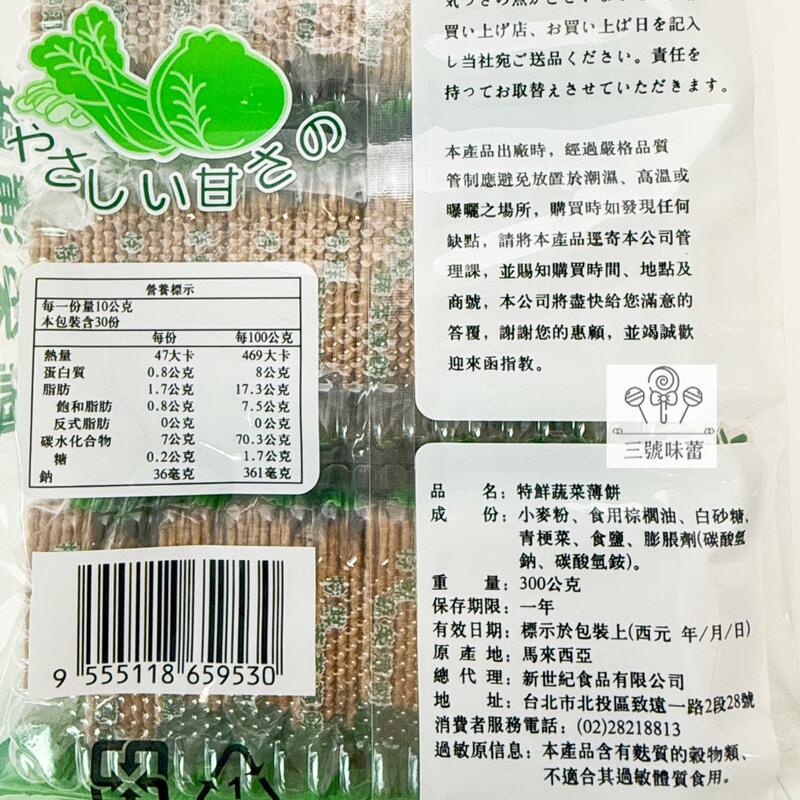 買い上げ店、お買い上げ日を記入
し当社宛ご送品ください。責任を
持ってお取替えさせていただきます。
やさしい甘さの
本產品出廠時，經過嚴格品質
管制應避免放置於潮濕、高溫或
曝曬之場所，購買時如發現任何
缺點，請將本產品逕寄本公司管
理課，並賜知購買時間、地點及
商號，本公司將盡快給您滿意的
答覆，謝謝您的惠顧，並竭誠歡
迎來函指教。
營養標示
每一份量10公克
本包裝含30份
每份 每100公克
熱量 47大卡 469大卡
蛋白質 0.8公克 8公克
脂肪 1.7公克 17.3公克
飽和脂肪 0.8公克 7.5公克
反式脂肪 0公克 0公克
碳水化合物 7公克 70.3公克
糖 0.2公克 1.7公克
鈉 36毫克 361毫克
三號味蕾
品名：特鮮蔬菜薄餅
成份：小麥粉、食用棕櫚油、白砂糖、
青梗菜、食鹽、膨脹劑(碳酸氫
鈉、碳酸氫銨)。
重量：300公克
保存期限：一年
有效日期：標示於包裝上(西元 年/月/日)
原產地：馬來西亞
總代理：新世紀食品有限公司
地址：台北市北投區致遠一路2段28號
消費者服務電話：(02)28218813
過敏原信息：本產品含有麩質的穀物類，
不適合其過敏體質食用。
9 555118 659530
1